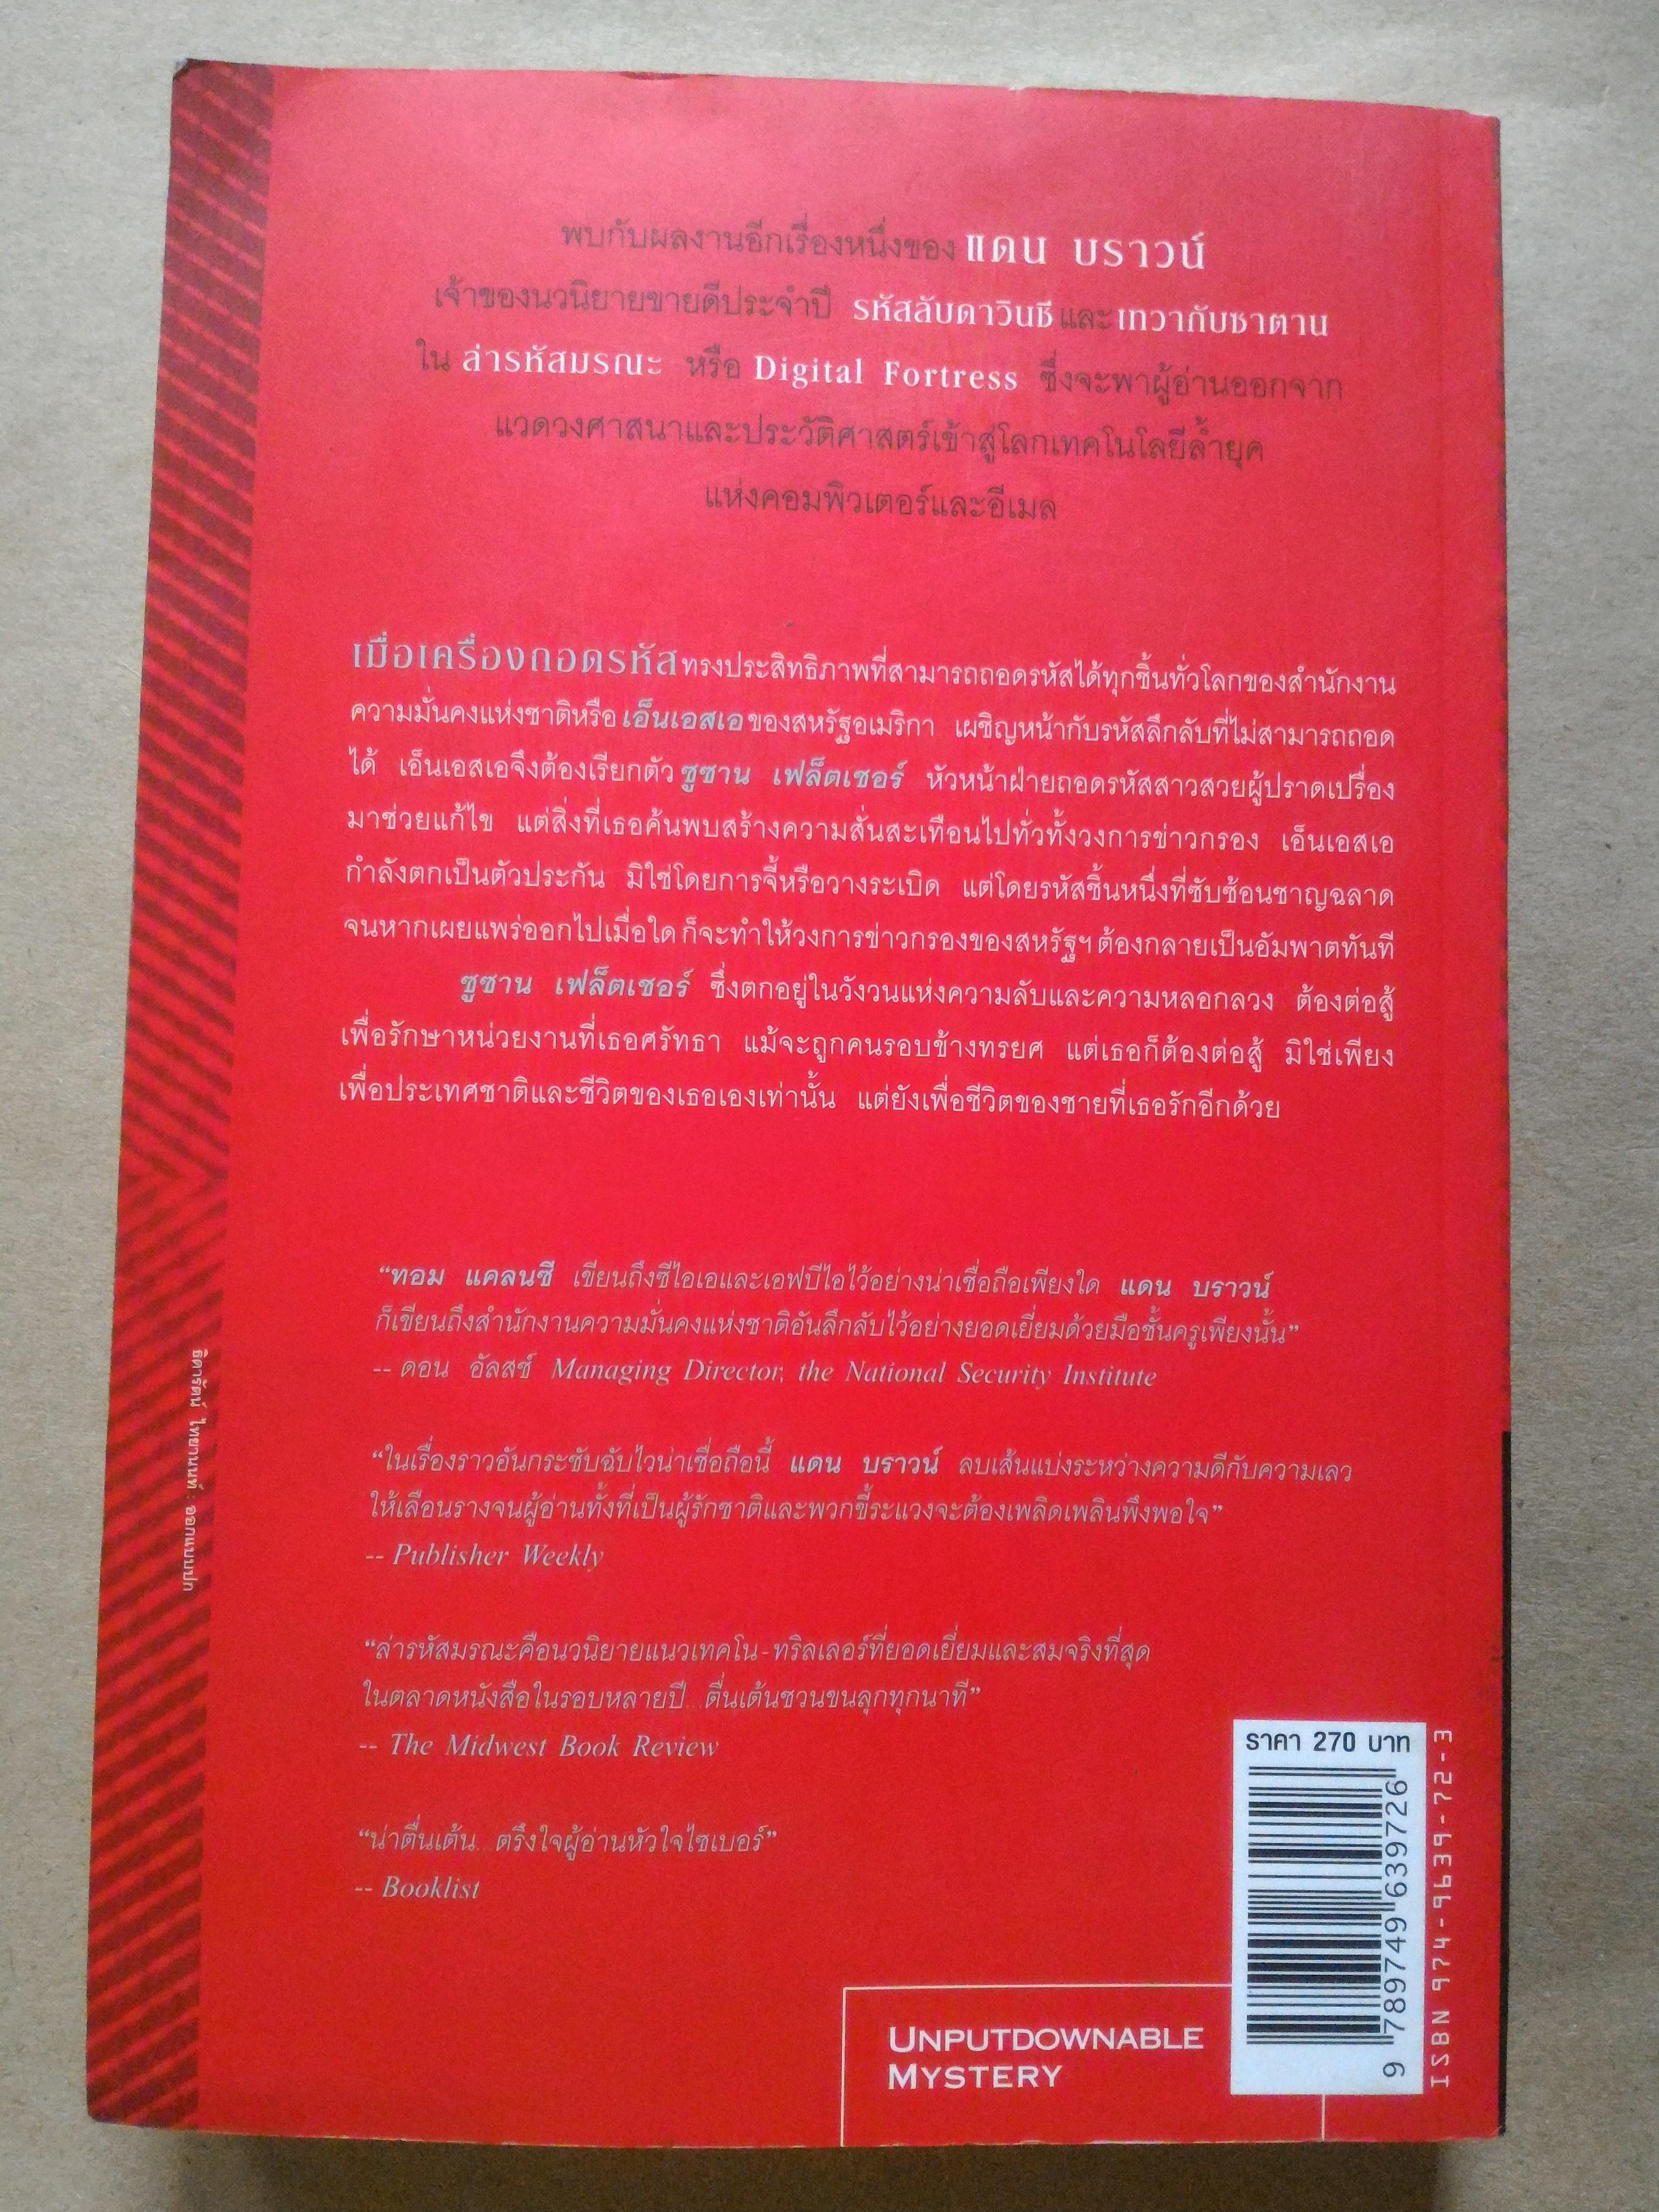 พบกับผลงานอีกเรื่องหนึ่งของ แดน บราวน์
เจ้าของนวนิยายขายดีประจำปี รหัสลับดาวินชี และ เทวากับซาตาน
ใน ล่ารหัสมรณะ หรือ Digital Fortress ซึ่งจะพาผู้อ่านออกจาก
แวดวงศาสนาและประวัติศาสตร์เข้าสู่โลกเทคโนโลยีล้ำยุค
แห่งคอมพิวเตอร์และอีเมล
เมื่อเครื่องถอดรหัสทรงประสิทธิภาพที่สามารถถอดรหัสได้ทุกชิ้นทั่วโลกของสำนักงาน
ความมั่นคงแห่งชาติหรือ เอ็นเอสเอ ของสหรัฐอเมริกา เผชิญหน้ากับรหัสลึกลับที่ไม่สามารถถอด
ได้ เอ็นเอสเอจึงต้องเรียกตัว ซูซาน เฟล็ตเชอร์ หัวหน้าฝ่ายถอดรหัสสาวสวยผู้ปราดเปรื่อง
มาช่วยแก้ไข แต่สิ่งที่เธอค้นพบสร้างความสั่นสะเทือนไปทั่วทั้งวงการข่าวกรอง เอ็นเอสเอ
กำลังตกเป็นตัวประกัน มิใช่โดยการจี้หรือวางระเบิด แต่โดยรหัสชิ้นหนึ่งที่ซับซ้อนชาญฉลาด
จนหากเผยแพร่ออกไปเมื่อใด ก็จะทำให้วงการข่าวกรองของสหรัฐฯ ต้องกลายเป็นอัมพาตทันที
ซูซาน เฟล็ตเชอร์ ซึ่งตกอยู่ในวังวนแห่งความลับและความหลอกลวง ต้องต่อสู้
เพื่อรักษาหน่วยงานที่เธอศรัทธา แม้จะถูกคนรอบข้างทรยศ แต่เธอก็ต้องต่อสู้ มิใช่เพียง
เพื่อประเทศชาติและชีวิตของเธอเองเท่านั้น แต่ยังเพื่อชีวิตของชายที่เธอรักอีกด้วย
“ทอม แคลนซี เขียนถึงซีไอเอและเอฟบีไอไว้อย่างน่าเชื่อถือเพียงใด แดน บราวน์
ก็เขียนถึงสำนักงานความมั่นคงแห่งชาติอันลึกลับไว้อย่างยอดเยี่ยมด้วยมือชั้นครูเพียงนั้น”
-- ดอน อัลสช์ Managing Director, the National Security Institute
“ในเรื่องราวอันกระชับฉับไวน่าเชื่อถือนี้ แดน บราวน์ ลบเส้นแบ่งระหว่างความดีกับความเลว
ให้เลือนรางจนผู้อ่านทั้งที่เป็นผู้รักชาติและพวกขี้ระแวงจะต้องเพลิดเพลินพึงพอใจ”
-- Publisher Weekly
“ล่ารหัสมรณะคือนวนิยายแนวเทคโน-ทริลเลอร์ที่ยอดเยี่ยมและสมจริงที่สุด
ในตลาดหนังสือในรอบหลายปี...ตื่นเต้นชวนขนลุกทุกนาที”
-- The Midwest Book Review
“น่าตื่นเต้น...ตรึงใจผู้อ่านหัวใจไซเบอร์”
-- Booklist
ธิดารัตน์ ไทยานนท์ : ออกแบบปก
ราคา 270 บาท
9 789749 639726
ISBN 974-9639-72-3
UNPUTDOWNABLE
MYSTERY